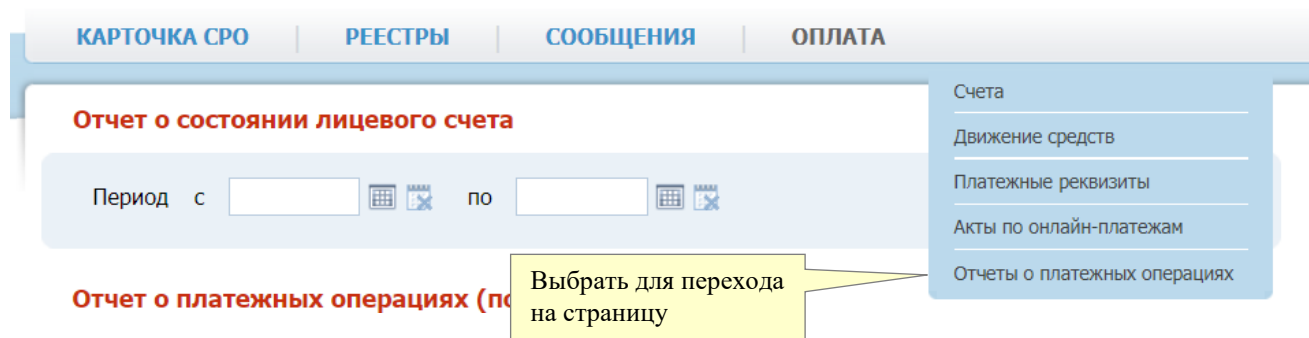 КАРТОЧКА СРО РЕЕСТРЫ СООБЩЕНИЯ ОПЛАТА
Счета
Отчет о состоянии лицевого счета
Движение средств
Период с по
Платежные реквизиты
Акты по онлайн-платежам
Отчеты о платежных операциях
Отчет о платежных операциях
Выбрать для перехода
на страницу